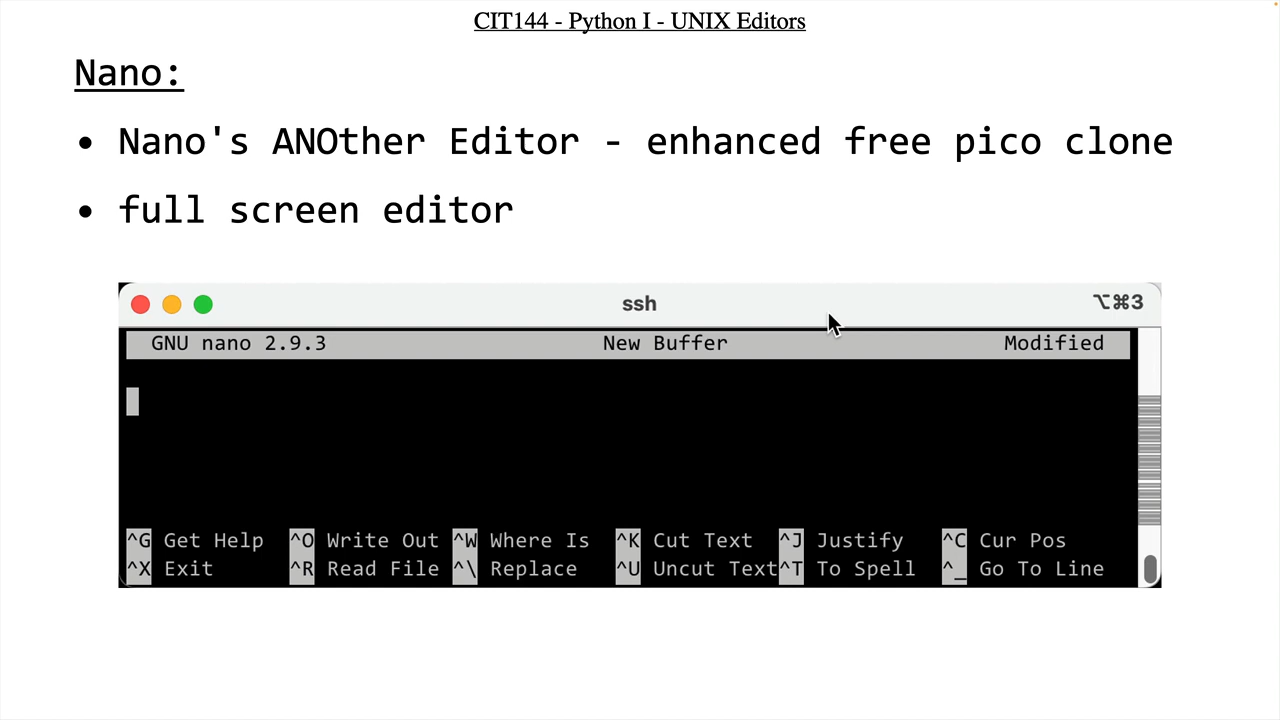 CIT144 - Python I - UNIX Editors
Nano:
• Nano's ANOther Editor - enhanced free pico clone
• full screen editor
ssh ⌥⌘3
GNU nano 2.9.3 New Buffer Modified
^G Get Help ^O Write Out ^W Where Is ^K Cut Text ^J Justify ^C Cur Pos
^X Exit ^R Read File ^\ Replace ^U Uncut Text ^T To Spell ^_ Go To Line